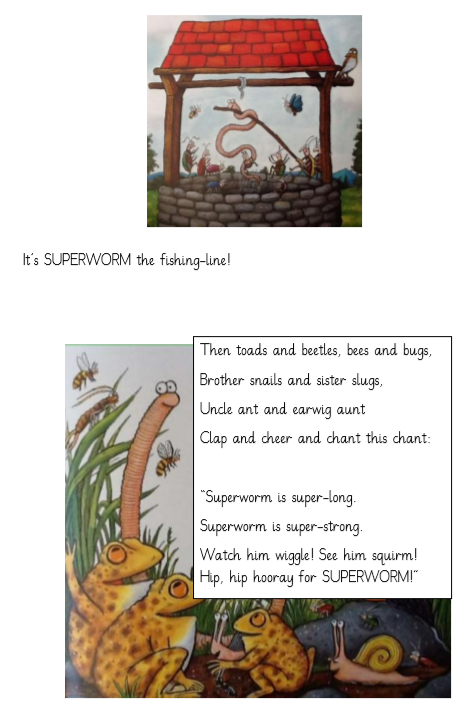 It's SUPERWORM the fishing-line!
Then toads and beetles, bees and bugs,
Brother snails and sister slugs,
Uncle ant and earwig aunt
Clap and cheer and chant this chant:
"Superworm is super-long.
Superworm is super-strong.
Watch him wiggle! See him squirm!
Hip, hip hooray for SUPERWORM!"